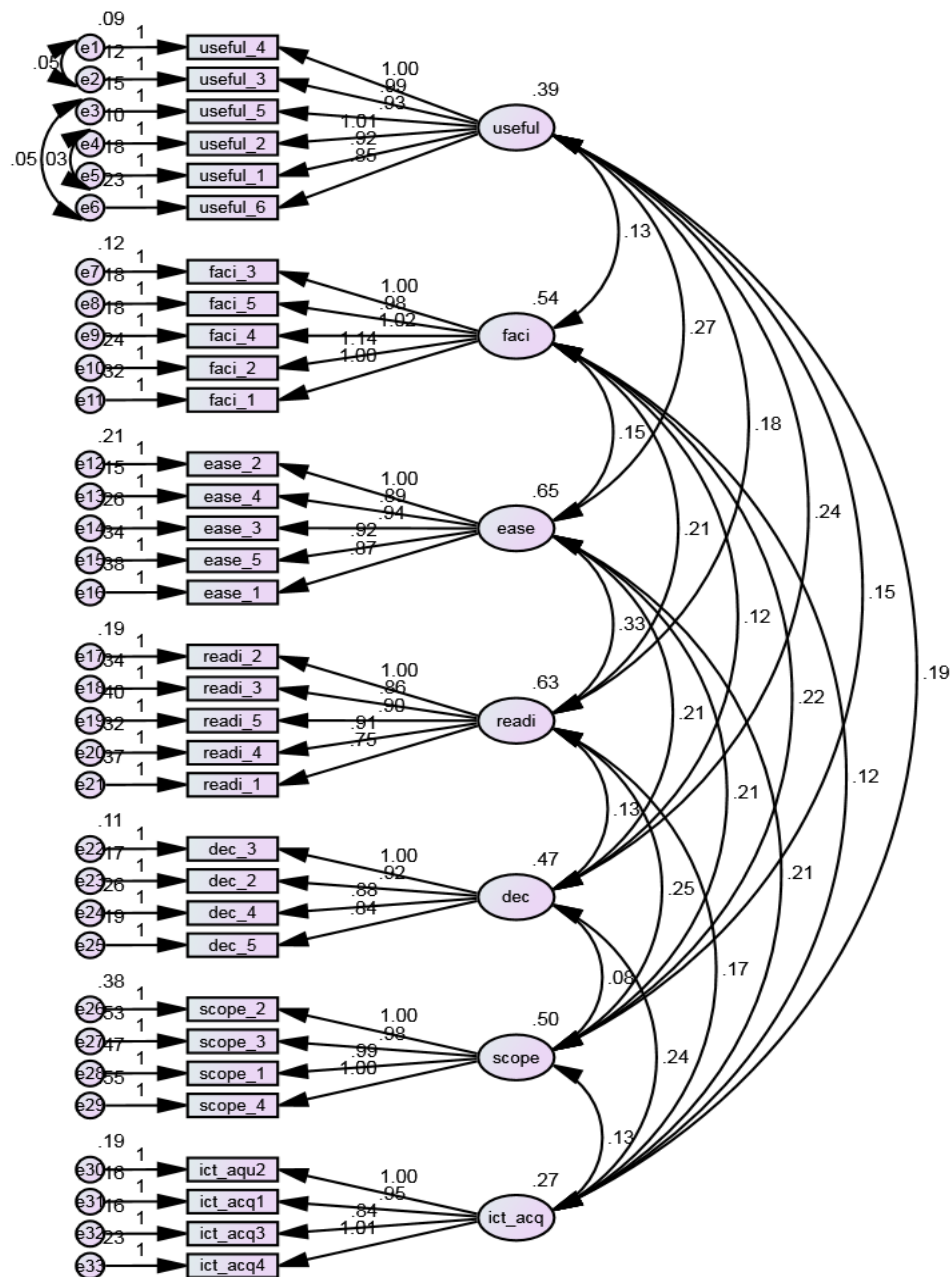 .09
e1 1 useful_4
.12
.05 e2 1 useful_3
.15
e3 1 useful_5
.10
e4 1 useful_2
.18
.05 .03 e5 1 useful_1
.23
e6 1 useful_6
1.00
.99
.93
1.01
.92
.85
.39
useful
.12
e7 1 faci_3
.18
e8 1 faci_5
.18
e9 1 faci_4
.24
e10 1 faci_2
.32
e11 1 faci_1
1.00
.98
1.02
1.14
1.00
.54
faci
.21
e12 1 ease_2
.15
e13 1 ease_4
.26
e14 1 ease_3
.34
e15 1 ease_5
.38
e16 1 ease_1
1.00
.89
.94
.92
.87
.65
ease
.19
e17 1 readi_2
.34
e18 1 readi_3
.40
e19 1 readi_5
.32
e20 1 readi_4
.37
e21 1 readi_1
1.00
.86
.90
.91
.75
.63
readi
.11
e22 1 dec_3
.17
e23 1 dec_2
.26
e24 1 dec_4
.19
e25 1 dec_5
1.00
.92
.88
.84
.47
dec
.38
e26 1 scope_2
.53
e27 1 scope_3
.47
e28 1 scope_1
.55
e29 1 scope_4
1.00
.98
.99
1.00
.50
scope
.19
e30 1 ict_aqu2
.16
e31 1 ict_acq1
.16
e32 1 ict_acq3
.23
e33 1 ict_acq4
1.00
.95
.84
1.01
.27
ict_acq
.13
.27
.18
.24
.15
.19
.15
.21
.12
.22
.12
.33
.21
.21
.21
.13
.25
.17
.08
.24
.13